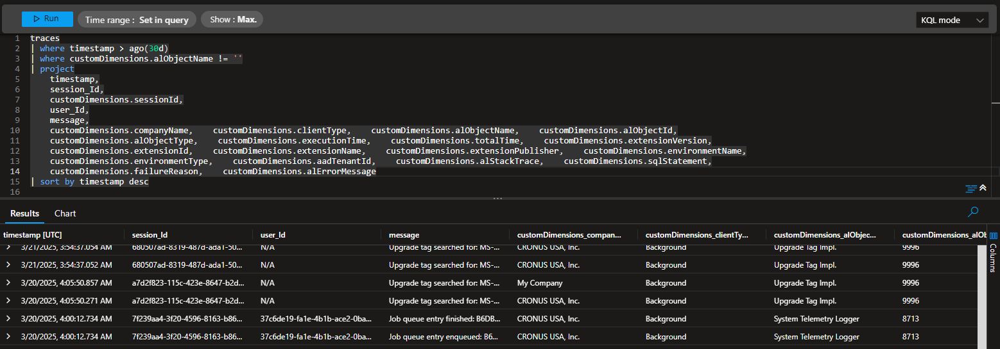 Run
Time range : Set in query
Show : Max.
KQL mode
1 traces
2 | where timestamp > ago(30d)
3 | where customDimensions.alObjectName != ''
4 | project
5 timestamp,
6 session_Id,
7 customDimensions.sessionId,
8 user_Id,
9 message,
10 customDimensions.companyName, customDimensions.clientType, customDimensions.alObjectName, customDimensions.alObjectId,
11 customDimensions.alObjectType, customDimensions.executionTime, customDimensions.totalTime, customDimensions.extensionVersion,
12 customDimensions.extensionId, customDimensions.extensionName, customDimensions.extensionPublisher, customDimensions.environmentName,
13 customDimensions.environmentType, customDimensions.aadTenantId, customDimensions.alStackTrace, customDimensions.sqlStatement,
14 customDimensions.failureReason, customDimensions.alErrorMessage
15 | sort by timestamp desc
16
Results Chart
timestamp [UTC] session_Id user_Id message customDimensions_compan... customDimensions_clientTy... customDimensions_alObjec... customDimensions_alOb
3/21/2025, 3:54:37.054 AM 680507ad-8319-487d-ada1-50... N/A Upgrade tag searched for: MS-... CRONUS USA, Inc. Background Upgrade Tag Impl. 9996
3/21/2025, 3:54:37.052 AM 680507ad-8319-487d-ada1-50... N/A Upgrade tag searched for: MS-... CRONUS USA, Inc. Background Upgrade Tag Impl. 9996
3/20/2025, 4:05:50.857 AM a7d2f823-115c-423e-8647-b2d... N/A Upgrade tag searched for: MS-... My Company Background Upgrade Tag Impl. 9996
3/20/2025, 4:05:50.271 AM a7d2f823-115c-423e-8647-b2d... N/A Upgrade tag searched for: MS-... CRONUS USA, Inc. Background Upgrade Tag Impl. 9996
3/20/2025, 4:00:12.734 AM 7f239aa4-3f20-4596-8163-b86... 37c6de19-fa1e-4b1b-ace2-0ba... Job queue entry finished: B6DB... CRONUS USA, Inc. Background System Telemetry Logger 8713
3/20/2025, 4:00:12.734 AM 7f239aa4-3f20-4596-8163-b86... 37c6de19-fa1e-4b1b-ace2-0ba... Job queue entry enqueued: B6... CRONUS USA, Inc. Background System Telemetry Logger 8713
Columns